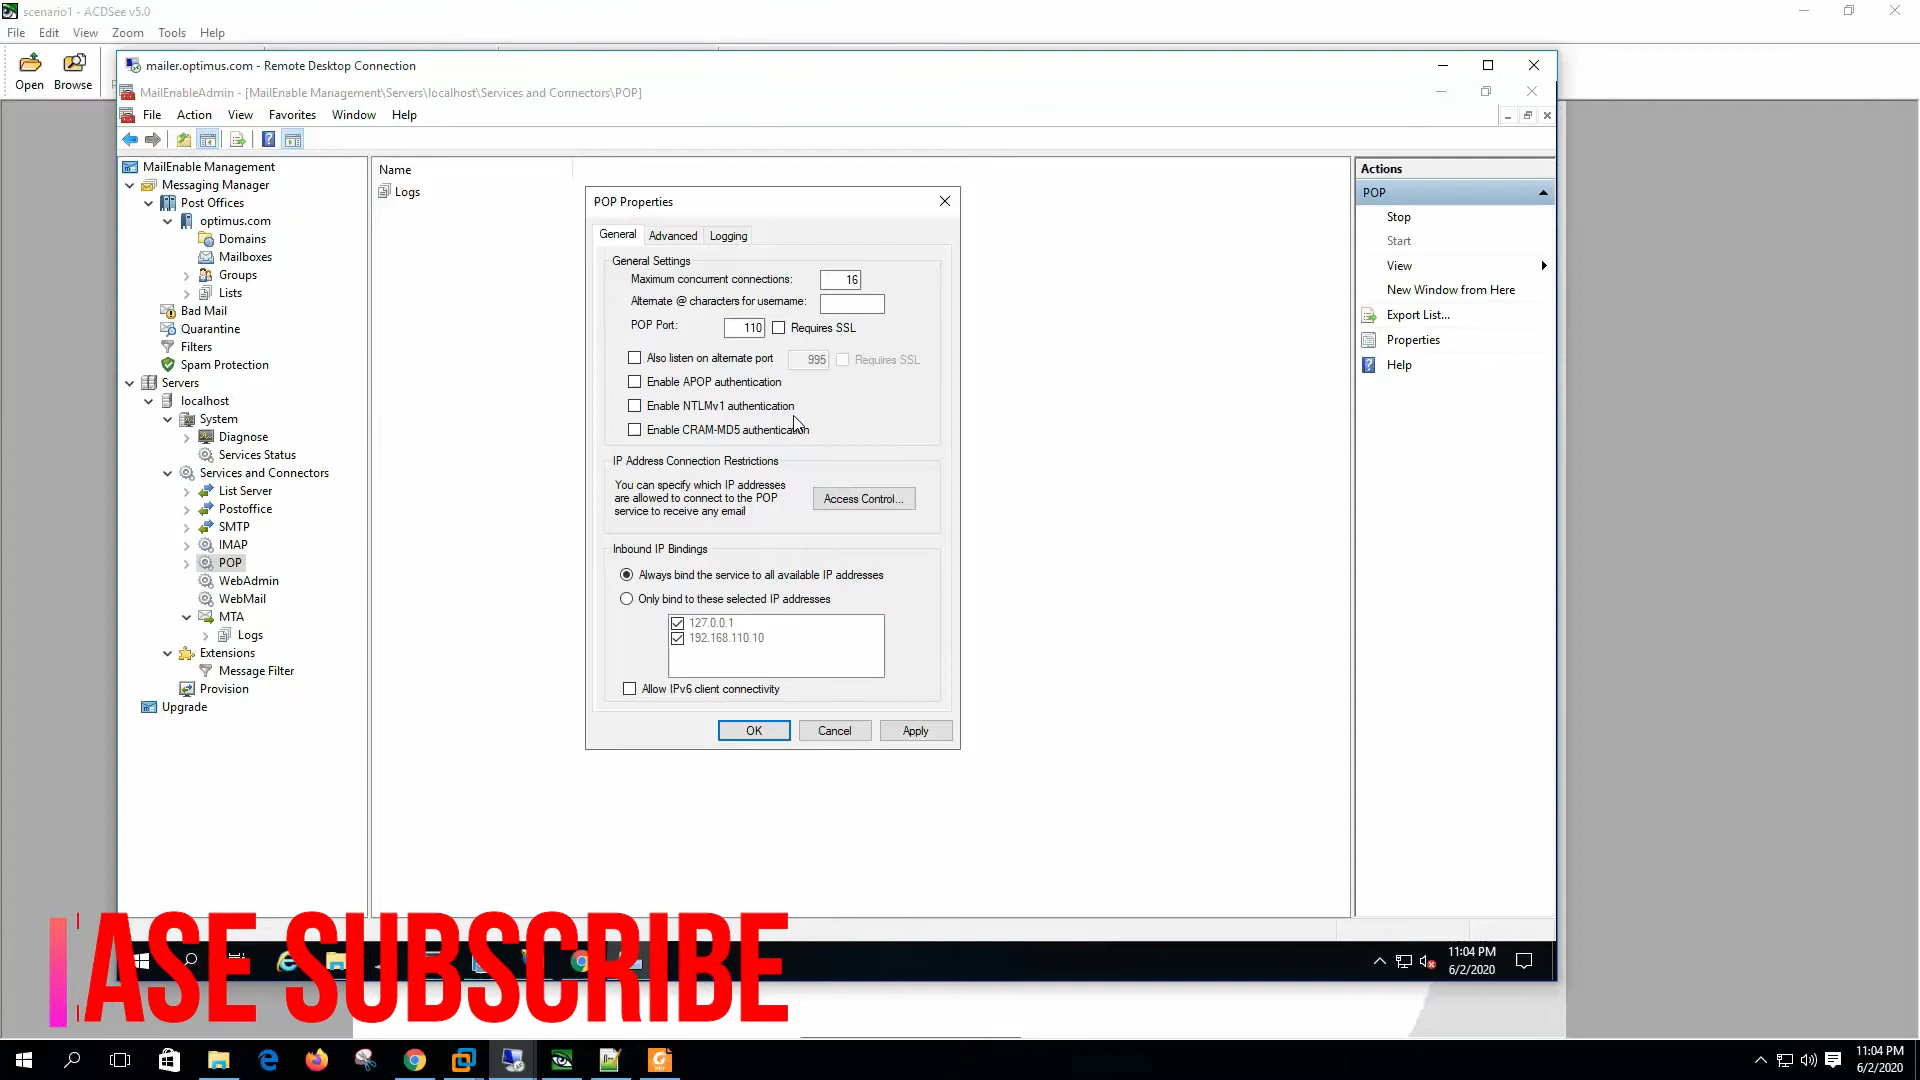 scenario1 - ACDSee v5.0
File Edit View Zoom Tools Help
Open Browse
mailer.optimus.com - Remote Desktop Connection
MailEnableAdmin - [MailEnable Management\Servers\localhost\Services and Connectors\POP]
File Action View Favorites Window Help
MailEnable Management
Messaging Manager
Post Offices
optimus.com
Domains
Mailboxes
Groups
Lists
Bad Mail
Quarantine
Filters
Spam Protection
Servers
localhost
System
Diagnose
Services Status
Services and Connectors
List Server
Postoffice
SMTP
IMAP
POP
WebAdmin
WebMail
MTA
Logs
Extensions
Message Filter
Provision
Upgrade
Name
Logs
POP Properties
General Advanced Logging
General Settings
Maximum concurrent connections: 16
Alternate @ characters for username:
POP Port: 110 Requires SSL
Also listen on alternate port 995 Requires SSL
Enable APOP authentication
Enable NTLMv1 authentication
Enable CRAM-MD5 authentication
IP Address Connection Restrictions
You can specify which IP addresses
are allowed to connect to the POP
service to receive any email
Access Control...
Inbound IP Bindings
Always bind the service to all available IP addresses
Only bind to these selected IP addresses
127.0.0.1
192.168.110.10
Allow IPv6 client connectivity
OK Cancel Apply
Actions
POP
Stop
Start
View
New Window from Here
Export List...
Properties
Help
ASE SUBSCRIBE
11:04 PM
6/2/2020
11:04 PM
6/2/2020